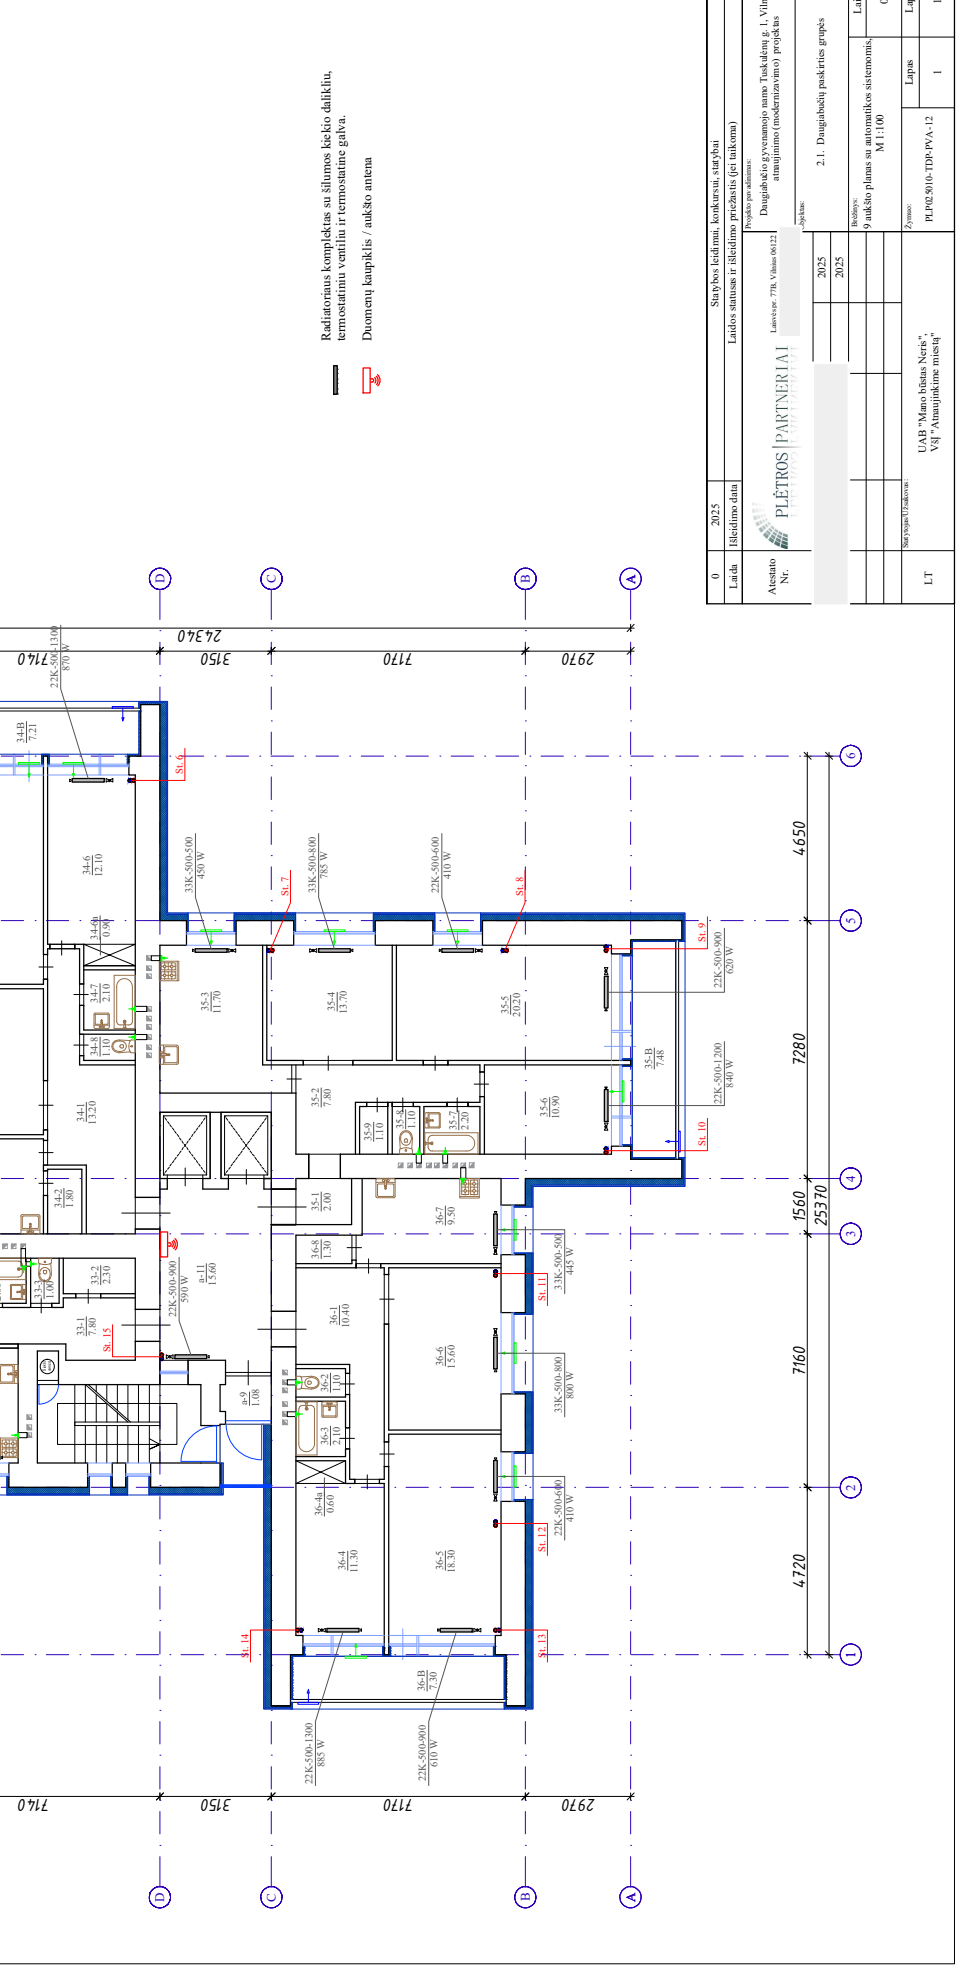 Radiatoriaus komplektas su šilumos kiekio dalikliu,
termostatiniu ventiliu ir termostatine galva.
Duomenų kaupiklis / aukšto antena
D
C
B
A
24340
7140
3150
7170
2970
22K-500-1300
870 W
34-B
7.21
St. 6
34-6
12.10
34-6a
0.90
34-7
2.10
34-8
1.10
34-1
13.20
34-2
1.80
33-3
1.00
33-2
2.30
33-1
7.80
St. 15
22K-500-900
590 W
a-11
15.60
a-9
1.08
33K-500-500
450 W
St. 7
33K-500-800
785 W
22K-500-600
410 W
St. 8
St. 9
22K-500-900
620 W
22K-500-1200
840 W
St. 10
35-3
11.70
35-4
13.70
35-5
20.20
35-B
7.48
35-2
7.80
35-9
1.10
35-8
1.10
35-7
2.20
35-6
10.90
35-1
2.00
36-8
1.30
36-7
9.50
33K-500-500
445 W
St. 11
36-1
10.40
36-6
15.60
33K-500-800
800 W
36-2
1.10
36-3
2.10
36-4a
0.60
22K-500-600
410 W
St. 12
36-4
11.30
36-5
18.30
St. 14
St. 13
36-B
7.30
22K-500-1300
885 W
22K-500-900
610 W
7140
3150
7170
2970
D
C
B
A
6
5
4
3
2
1
4650
7280
1560
25370
7160
4720
0
2025
Statybos leidimui, konkursui, statybai
Laida
Išleidimo data
Laidos statusas ir išleidimo priežastis (jei taikoma)
Atestato
Nr.
PLĖTROS PARTNERIAI
Laisvės pr. 77B, Vilnius 06122
Projekto pavadinimas:
Daugiabučio gyvenamojo namo Tuskulėnų g. 1,
atnaujinimo (modernizavimo) projektas
2.1. Daugiabučių paskirties grupės
2025
2025
Brėžinys:
9 aukšto planas su automatikos sistemomis,
M 1:100
LT
Statytojas/Užsakovas:
UAB "Mano būstas Neris",
VšĮ "Atnaujinkime miestą"
Žymuo:
PLP025010-TDP-PVA-12
Lapas
1